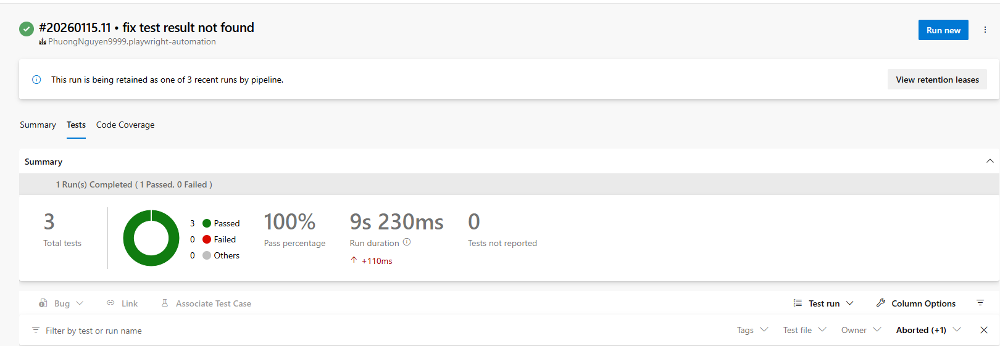 #20260115.11 • fix test result not found
PhuongNguyen9999.playwright-automation
Run new
This run is being retained as one of 3 recent runs by pipeline.
View retention leases
Summary Tests Code Coverage
Summary
1 Run(s) Completed ( 1 Passed, 0 Failed )
3
Total tests
3 Passed
0 Failed
0 Others
100%
Pass percentage
9s 230ms
Run duration
+110ms
0
Tests not reported
Bug Link Associate Test Case Test run Column Options
Filter by test or run name Tags Test file Owner Aborted (+1)